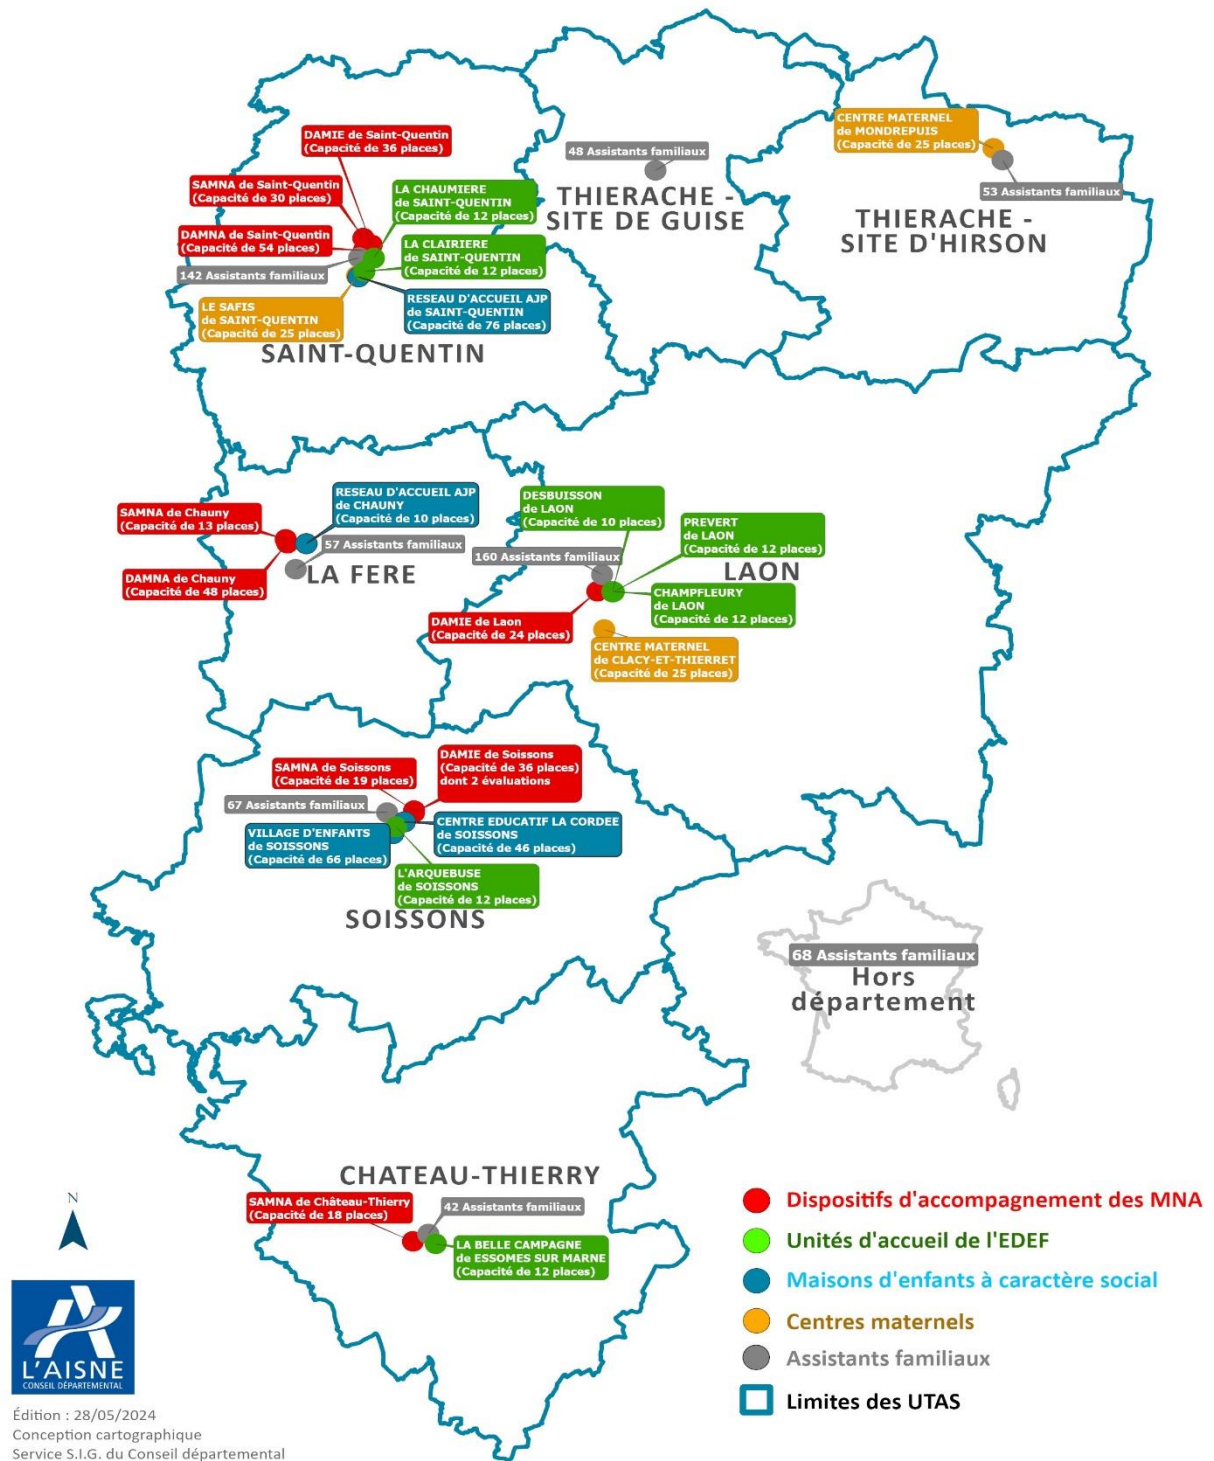 DAMIE de Saint-Quentin
(Capacité de 36 places)
SAMNA de Saint-Quentin
(Capacité de 30 places)
DAMNA de Saint-Quentin
(Capacité de 54 places)
142 Assistants familiaux
LE SAFIS
de SAINT-QUENTIN
(Capacité de 25 places)
LA CHAUMIERE
de SAINT-QUENTIN
(Capacité de 12 places)
LA CLAIRIERE
de SAINT-QUENTIN
(Capacité de 12 places)
RESEAU D'ACCUEIL AJP
de SAINT-QUENTIN
(Capacité de 76 places)
SAINT-QUENTIN
48 Assistants familiaux
THIERACHE -
SITE DE GUISE
CENTRE MATERNEL
de MONDREPUIS
(Capacité de 25 places)
53 Assistants familiaux
THIERACHE -
SITE D'HIRSON
SAMNA de Chauny
(Capacité de 13 places)
RESEAU D'ACCUEIL AJP
de CHAUNY
(Capacité de 10 places)
57 Assistants familiaux
DAMNA de Chauny
(Capacité de 48 places)
LA FERE
DESBUISSON
de LAON
(Capacité de 10 places)
PREVERT
de LAON
(Capacité de 12 places)
160 Assistants familiaux
LAON
CHAMPFLEURY
de LAON
(Capacité de 12 places)
DAMIE de Laon
(Capacité de 24 places)
CENTRE MATERNEL
de CLACY-ET-THIERRET
(Capacité de 25 places)
SAMNA de Soissons
(Capacité de 19 places)
DAMIE de Soissons
(Capacité de 36 places)
dont 2 évaluations
67 Assistants familiaux
VILLAGE D'ENFANTS
de SOISSONS
(Capacité de 66 places)
CENTRE EDUCATIF LA CORDEE
de SOISSONS
(Capacité de 46 places)
L'ARQUEBUSE
de SOISSONS
(Capacité de 12 places)
SOISSONS
68 Assistants familiaux
Hors
département
CHATEAU-THIERRY
SAMNA de Château-Thierry
(Capacité de 18 places)
42 Assistants familiaux
LA BELLE CAMPAGNE
de ESSOMES SUR MARNE
(Capacité de 12 places)
Dispositifs d'accompagnement des MNA
Unités d'accueil de l'EDEF
Maisons d'enfants à caractère social
Centres maternels
Assistants familiaux
Limites des UTAS
N
L'AISNE
CONSEIL DÉPARTEMENTAL
Édition : 28/05/2024
Conception cartographique
Service S.I.G. du Conseil départemental